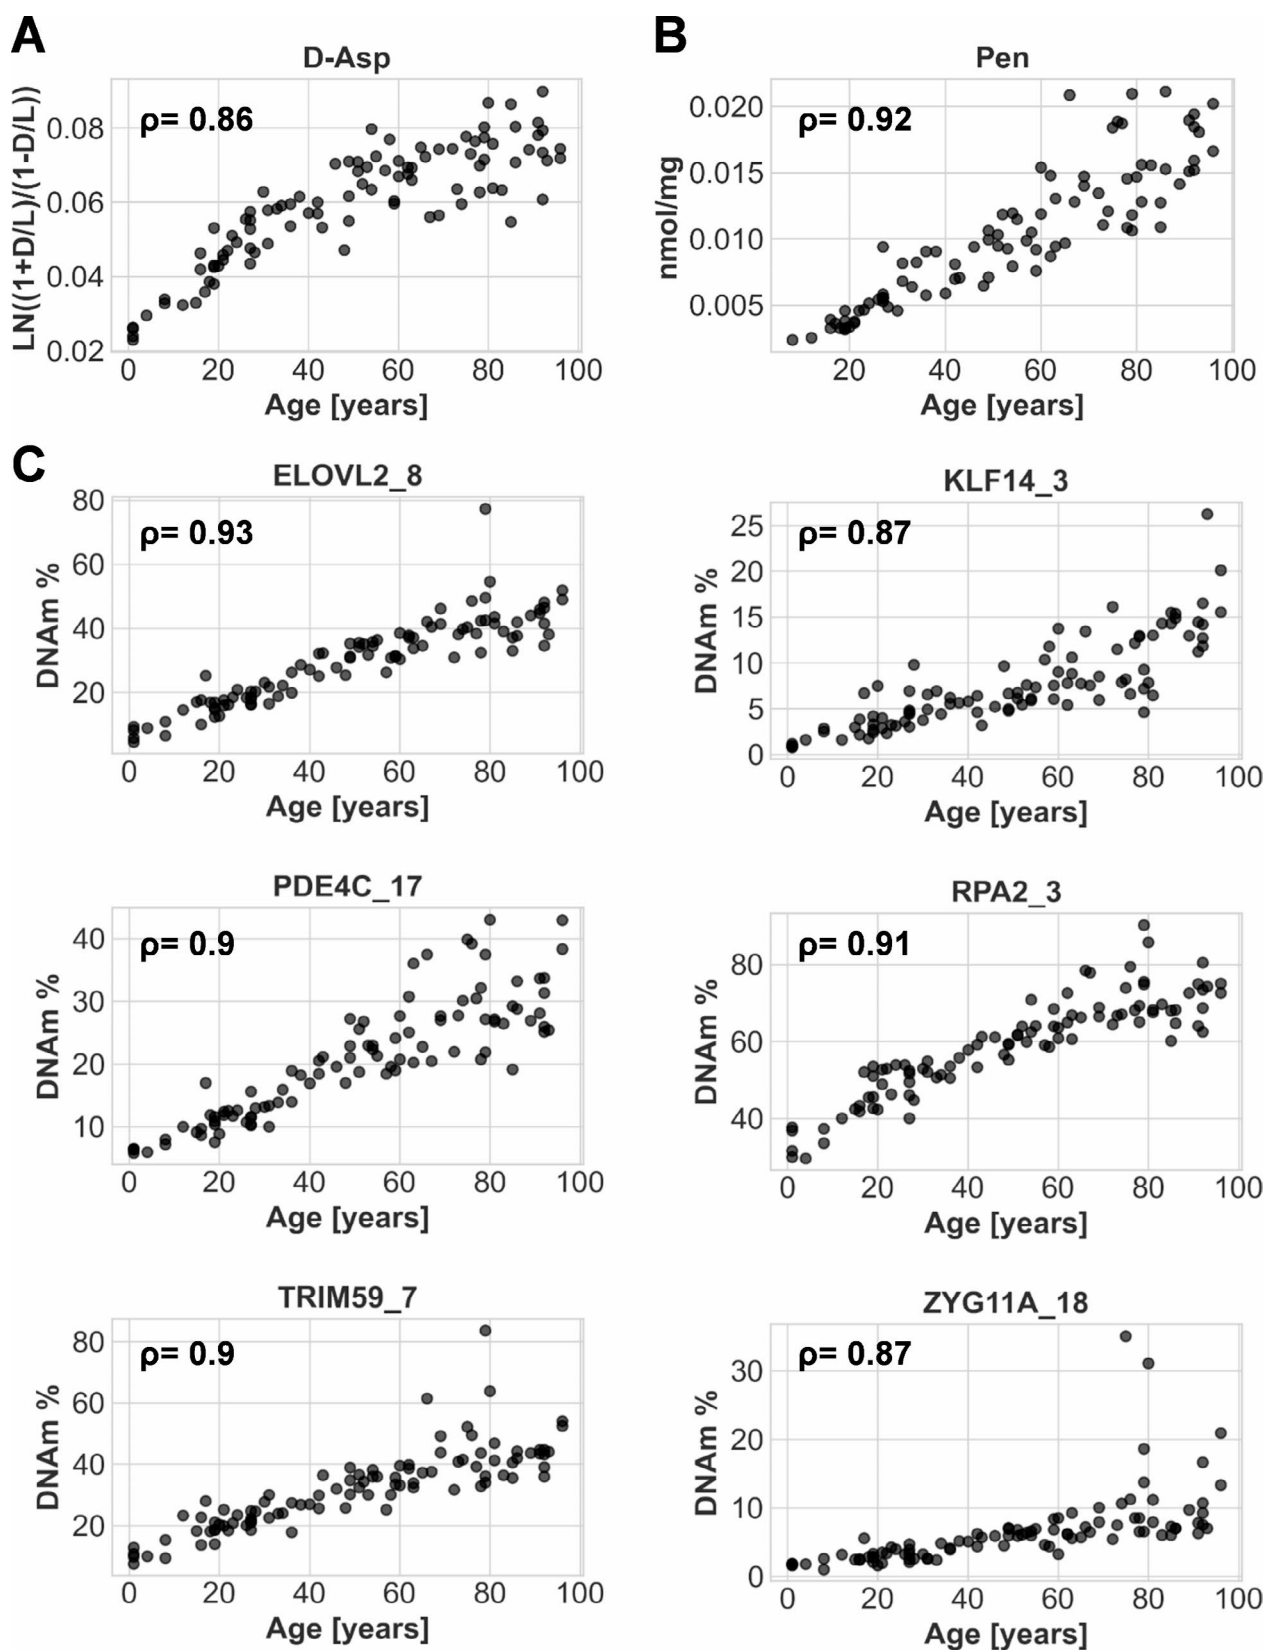 A
B
D-Asp
Pen
LN((1+D/L)/(1-D/L))
0.08
0.06
0.04
0.02
ρ= 0.86
0 20 40 60 80 100
Age [years]
nmol/mg
0.020
0.015
0.010
0.005
ρ= 0.92
20 40 60 80 100
Age [years]
C
ELOVL2_8
DNAm %
80
60
40
20
ρ= 0.93
0 20 40 60 80 100
Age [years]
KLF14_3
DNAm %
25
20
15
10
5
0
ρ= 0.87
0 20 40 60 80 100
Age [years]
PDE4C_17
DNAm %
40
30
20
10
ρ= 0.9
0 20 40 60 80 100
Age [years]
RPA2_3
DNAm %
80
60
40
ρ= 0.91
0 20 40 60 80 100
Age [years]
TRIM59_7
DNAm %
80
60
40
20
ρ= 0.9
0 20 40 60 80 100
Age [years]
ZYG11A_18
DNAm %
30
20
10
0
ρ= 0.87
0 20 40 60 80 100
Age [years]